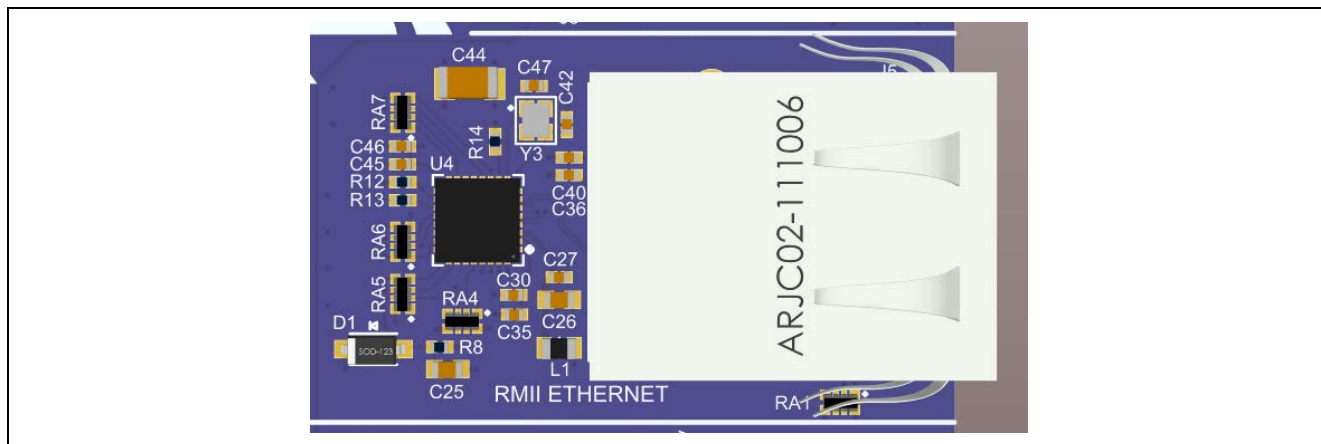 C44
C47
C42
J5
RA7
R14
Y3
C46
C45
R12
R13
U4
C40
C36
ARJC02-111006
RA6
RA5
C27
C30
RA4
C35
C26
D1
SOD-123
R8
C25
L1
RMII ETHERNET
RA1